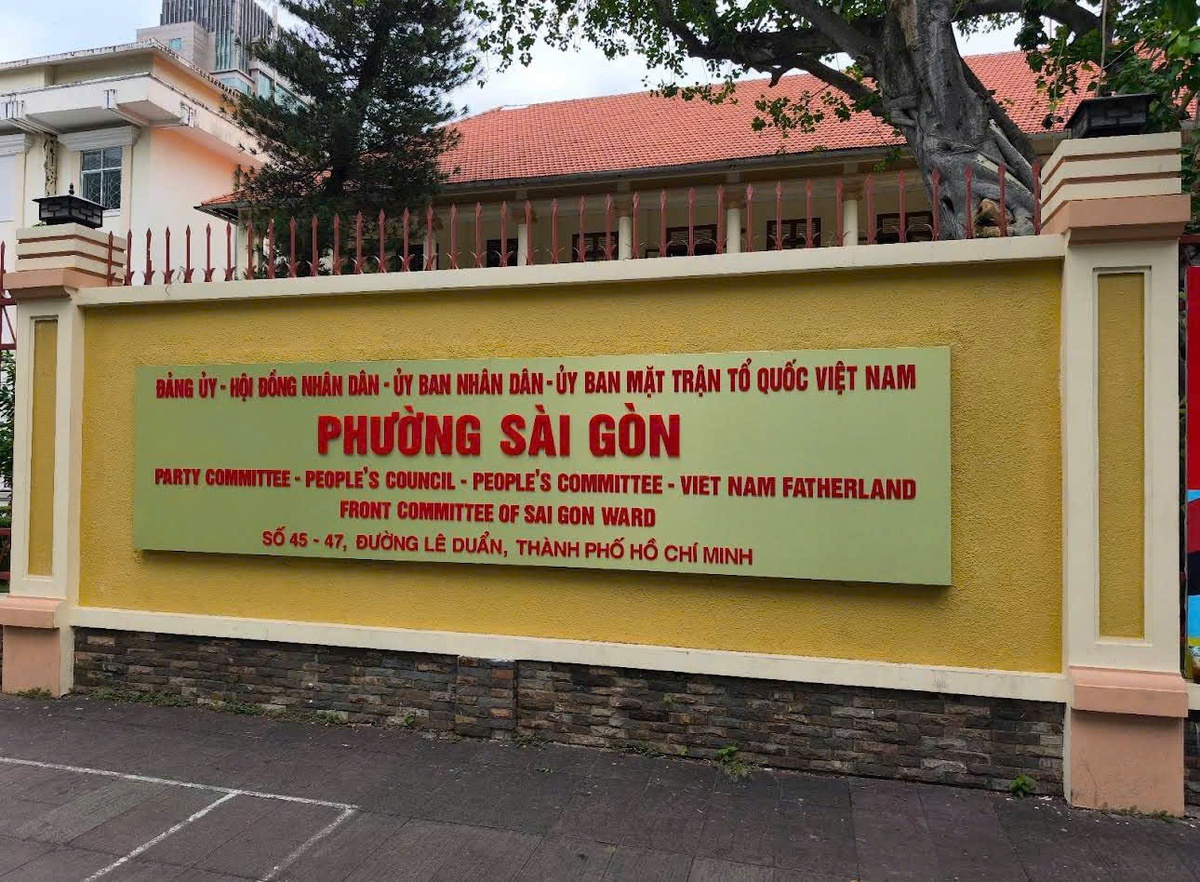 ĐẢNG ỦY - HỘI ĐỒNG NHÂN DÂN - ỦY BAN NHÂN DÂN - ỦY BAN MẶT TRẬN TỔ QUỐC VIỆT NAM
PHƯỜNG SÀI GÒN
PARTY COMMITTEE - PEOPLE'S COUNCIL - PEOPLE'S COMMITTEE - VIET NAM FATHERLAND
FRONT COMMITTEE OF SAI GON WARD
SỐ 45 - 47, ĐƯỜNG LÊ DUẨN, THÀNH PHỐ HỒ CHÍ MINH